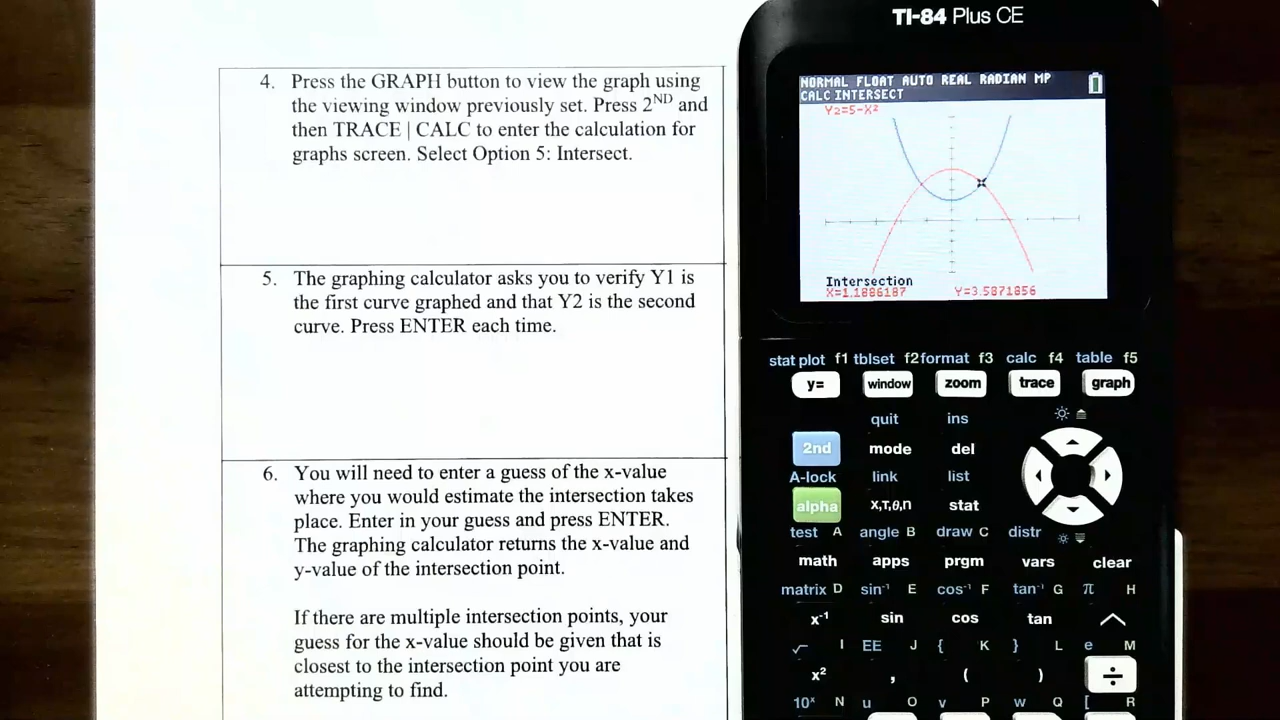 4. Press the GRAPH button to view the graph using
the viewing window previously set. Press 2ND and
then TRACE | CALC to enter the calculation for
graphs screen. Select Option 5: Intersect.
5. The graphing calculator asks you to verify Y1 is
the first curve graphed and that Y2 is the second
curve. Press ENTER each time.
6. You will need to enter a guess of the x-value
where you would estimate the intersection takes
place. Enter in your guess and press ENTER.
The graphing calculator returns the x-value and
y-value of the intersection point.
If there are multiple intersection points, your
guess for the x-value should be given that is
closest to the intersection point you are
attempting to find.
TI-84 Plus CE
NORMAL FLOAT AUTO REAL RADIAN MP
CALC INTERSECT
Y2=5-X²
Intersection
X=1.1886187 Y=3.5871856
stat plot f1 tblset f2 format f3 calc f4 table f5
y= window zoom trace graph
quit ins
2nd mode del
A-lock link list
alpha X,T,θ,n stat
test A angle B draw C distr
math apps prgm vars clear
matrix D sin⁻¹ E cos⁻¹ F tan⁻¹ G π H
x⁻¹ sin cos tan ^
√ I EE J { K } L e M
x² , ( ) ÷
10ˣ N u O v P w Q [ R